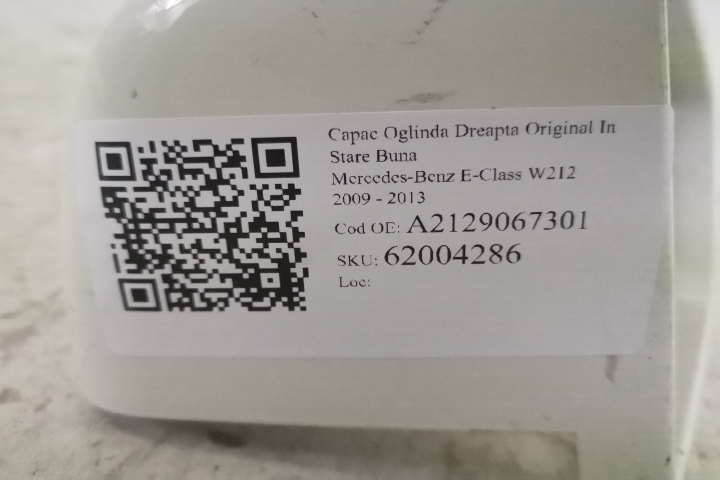 Capac Oglinda Dreapta Original In
Stare Buna
Mercedes-Benz E-Class W212
2009 - 2013
Cod OE: A2129067301
SKU: 62004286
Loc: